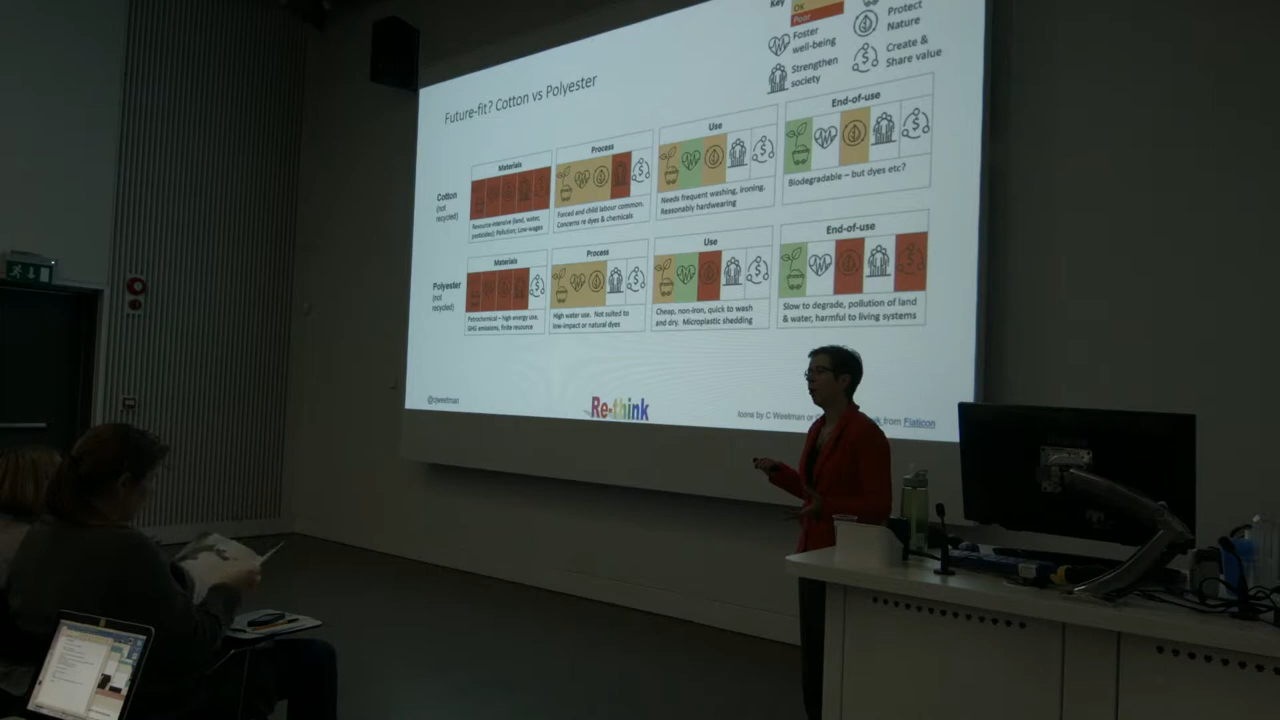 Key
OK
Poor
Foster
well-being
Strengthen
society
Protect
Nature
Create &
Share value
Future-fit? Cotton vs Polyester
Cotton
(not
recycled)
Materials
Resource-intensive (land, water,
pesticides); Pollution; Low-wages
Process
Forced and child labour common.
Concerns re dyes & chemicals
Use
Needs frequent washing, ironing.
Reasonably hardwearing
End-of-use
Biodegradable – but dyes etc?
Polyester
(not
recycled)
Materials
Petrochemical – high energy use,
GHG emissions, finite resource
Process
High water use. Not suited to
low-impact or natural dyes
Use
Cheap, non-iron, quick to wash
and dry. Microplastic shedding
End-of-use
Slow to degrade, pollution of land
& water, harmful to living systems
Re-think
Icons by C Weetman or
from Flaticon